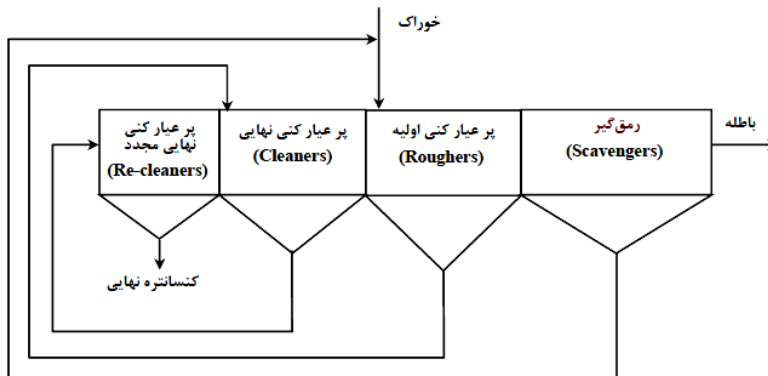 خوراک
پر عیار کنی
نهایی مجدد
(Re-cleaners)
پر عیار کنی نهایی
(Cleaners)
پر عیار کنی اولیه
(Roughers)
رمق‌گیر
(Scavengers)
باطله
کنسانتره نهایی